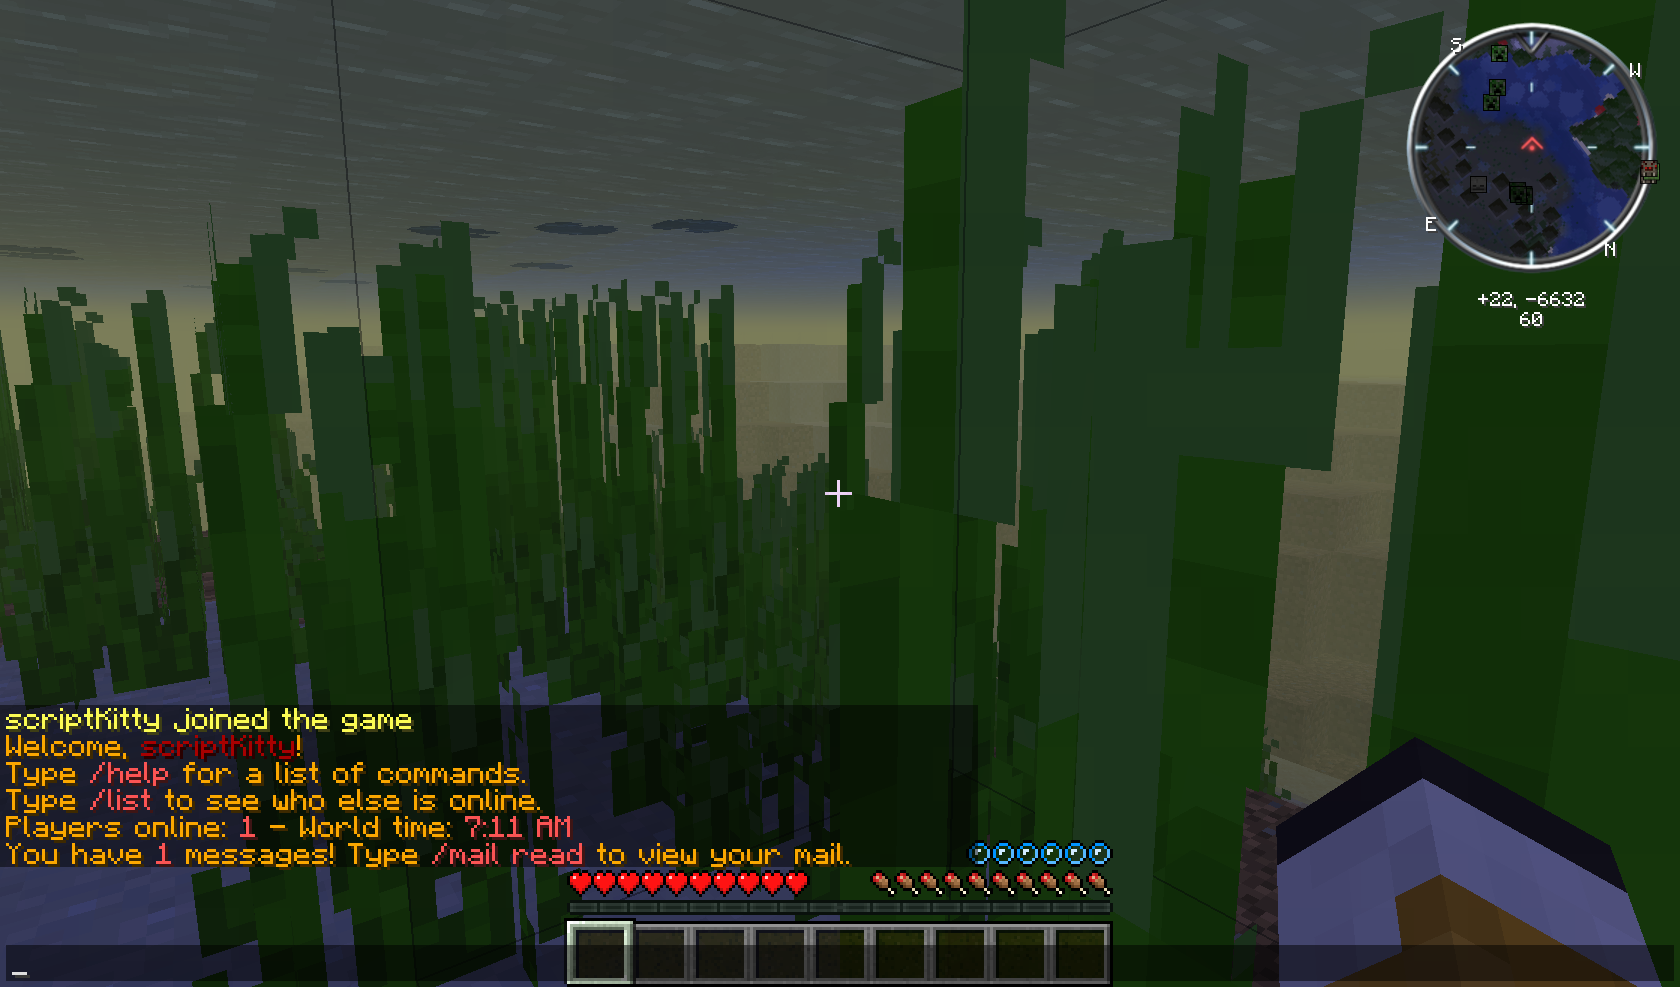 S
W
E
N
+22, -6632
60
scriptKitty joined the game
Welcome, scriptKitty!
Type /help for a list of commands.
Type /list to see who else is online.
Players online: 1 - World time: 7:11 AM
You have 1 messages! Type /mail read to view your mail.
_